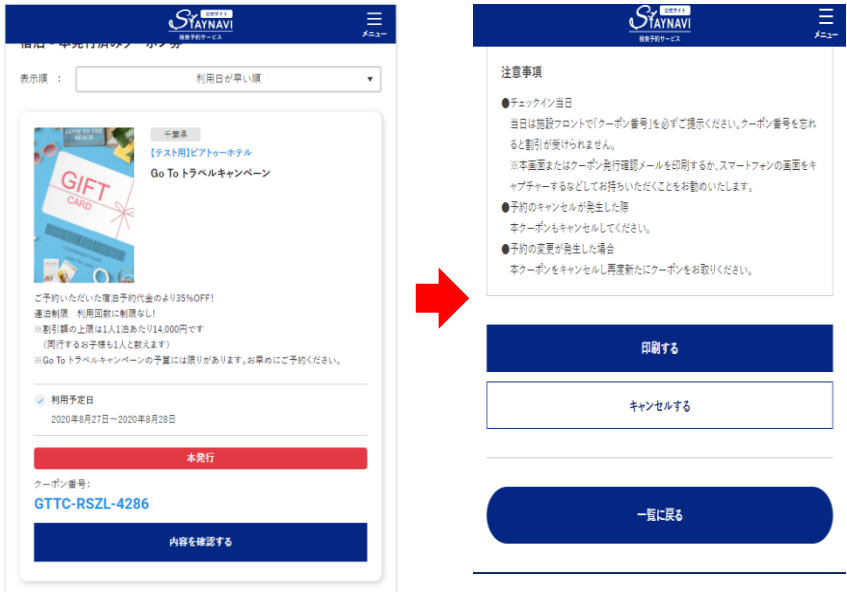 公式サイト
STAYNAVI
検索予約サービス
メニュー
表示順 ：
利用日が早い順
GONE TO THE BEACH
GIFT
CARD
千葉県
【テスト用】ピアトゥーホテル
Go To トラベルキャンペーン
ご予約いただいた宿泊予約代金のより35%OFF!
連泊制限 利用回数に制限なし!
※割引額の上限は1人1泊あたり14,000円です
（同行するお子様も1人と数えます）
※Go To トラベルキャンペーンの予算には限りがあります。お早めにご予約ください。
利用予定日
2020年8月27日～2020年8月28日
本発行
クーポン番号:
GTTC-RSZL-4286
内容を確認する
公式サイト
STAYNAVI
検索予約サービス
メニュー
注意事項
●チェックイン当日
当日は施設フロントで「クーポン番号」を必ずご提示ください。クーポン番号を忘れ
ると割引が受けられません。
※本画面またはクーポン発行確認メールを印刷するか、スマートフォンの画面をキ
ャプチャーするなどしてお持ちいただくことをお勧めいたします。
●予約のキャンセルが発生した際
本クーポンもキャンセルしてください。
●予約の変更が発生した場合
本クーポンをキャンセルし再度新たにクーポンをお取りください。
印刷する
キャンセルする
一覧に戻る